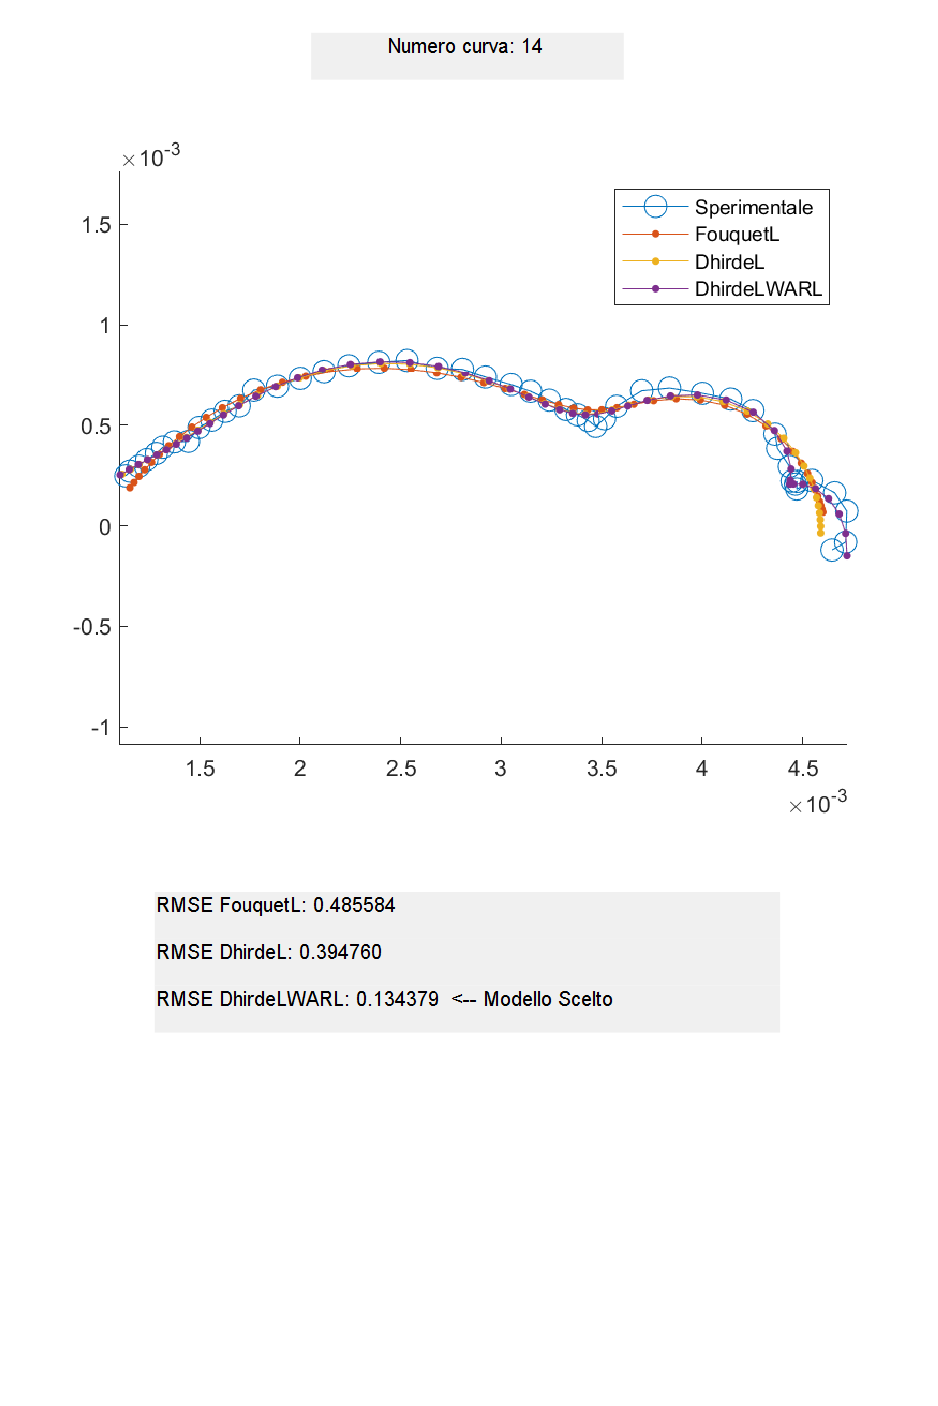 Numero curva: 14
×10-3
1.5
1
0.5
0
-0.5
-1
Sperimentale
FouquetL
DhirdeL
DhirdeLWARL
1.5 2 2.5 3 3.5 4 4.5
×10-3
RMSE FouquetL: 0.485584
RMSE DhirdeL: 0.394760
RMSE DhirdeLWARL: 0.134379 <-- Modello Scelto